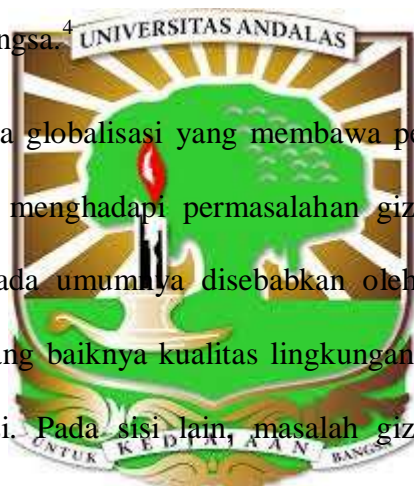 ngsa.4
UNIVERSITAS ANDALAS
a globalisasi yang membawa pe
menghadapi permasalahan giz
ada umumnya disebabkan oleh
ang baiknya kualitas lingkungan
i. Pada sisi lain, masalah giz
UNTUK KEDJAJAAN BANGSA